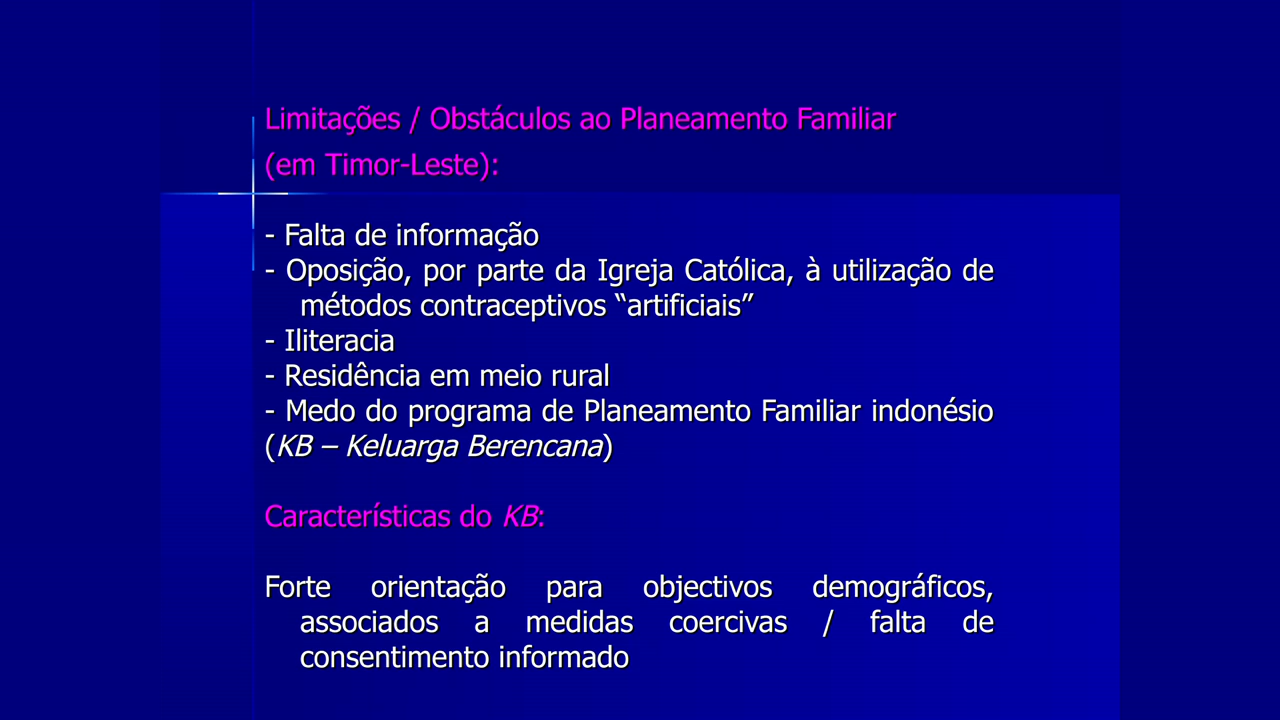 Limitações / Obstáculos ao Planeamento Familiar
(em Timor-Leste):
- Falta de informação
- Oposição, por parte da Igreja Católica, à utilização de
métodos contraceptivos “artificiais”
- Iliteracia
- Residência em meio rural
- Medo do programa de Planeamento Familiar indonésio
(KB – Keluarga Berencana)
Características do KB:
Forte orientação para objectivos demográficos,
associados a medidas coercivas / falta de
consentimento informado